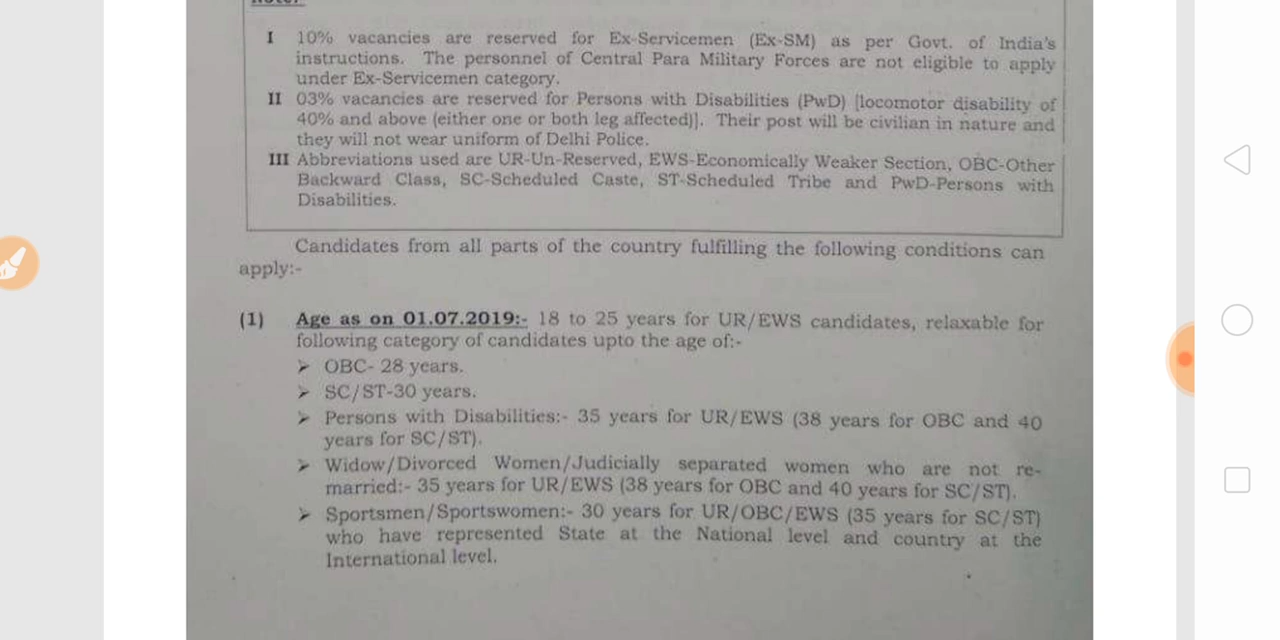 Note:
I 10% vacancies are reserved for Ex-Servicemen (Ex-SM) as per Govt. of India's
instructions. The personnel of Central Para Military Forces are not eligible to apply
under Ex-Servicemen category.
II 03% vacancies are reserved for Persons with Disabilities (PwD) [locomotor disability of
40% and above (either one or both leg affected)]. Their post will be civilian in nature and
they will not wear uniform of Delhi Police.
III Abbreviations used are UR-Un-Reserved, EWS-Economically Weaker Section, OBC-Other
Backward Class, SC-Scheduled Caste, ST-Scheduled Tribe and PwD-Persons with
Disabilities.
Candidates from all parts of the country fulfilling the following conditions can
apply:-
(1) Age as on 01.07.2019:- 18 to 25 years for UR/EWS candidates, relaxable for
following category of candidates upto the age of:-
➢ OBC- 28 years.
➢ SC/ST-30 years.
➢ Persons with Disabilities:- 35 years for UR/EWS (38 years for OBC and 40
years for SC/ST).
➢ Widow/Divorced Women/Judicially separated women who are not re-
married:- 35 years for UR/EWS (38 years for OBC and 40 years for SC/ST).
➢ Sportsmen/Sportswomen:- 30 years for UR/OBC/EWS (35 years for SC/ST)
who have represented State at the National level and country at the
International level.